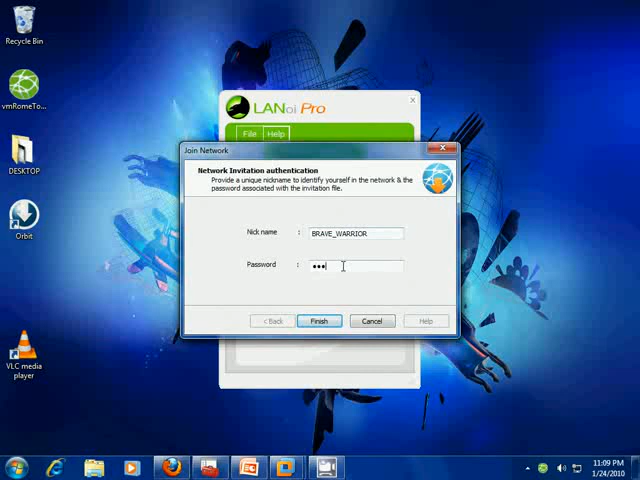 Recycle Bin
vmRomeTo...
DESKTOP
Orbit
VLC media
player
LANoi Pro
File Help
Join Network
Network Invitation authentication
Provide a unique nickname to identify yourself in the network & the
password associated with the invitation file.
Nick name : BRAVE_WARRIOR
Password : •••
< Back Finish Cancel Help
11:09 PM
1/24/2010